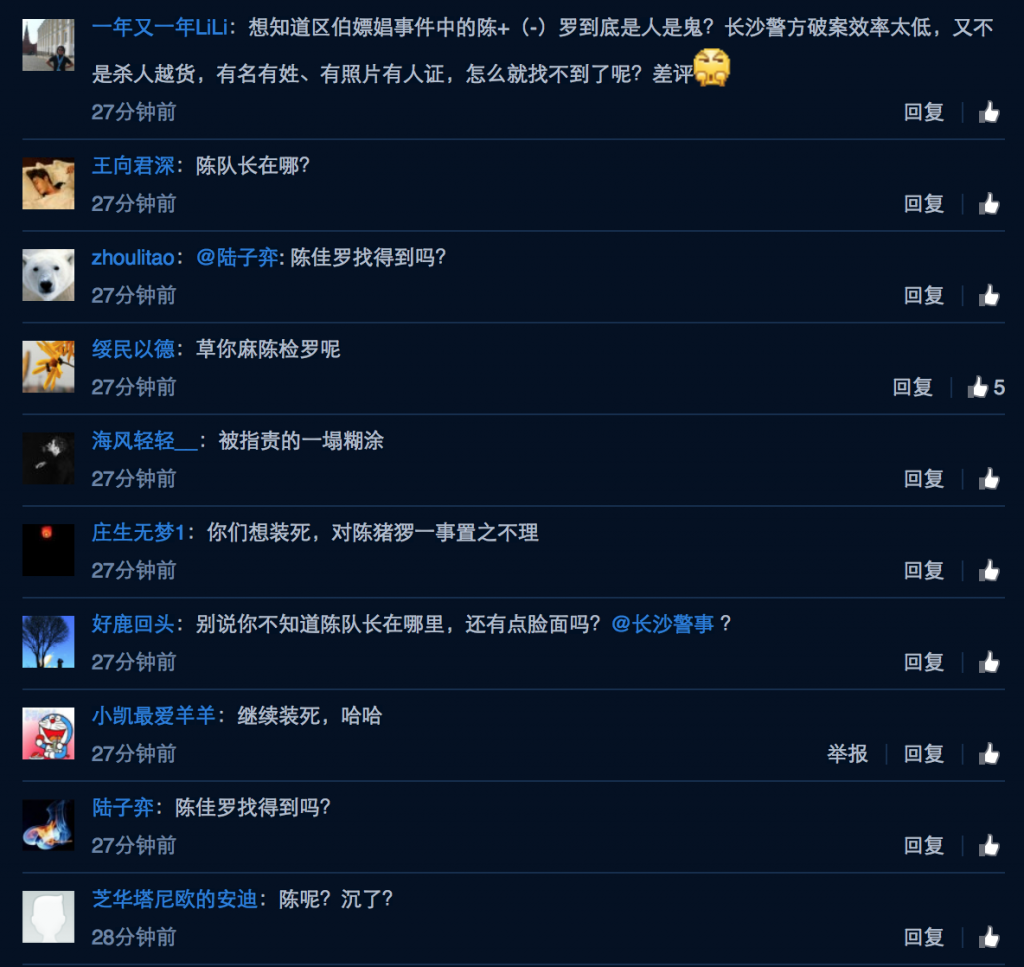 一年又一年LiLi：想知道区伯嫖娼事件中的陈+（-）罗到底是人是鬼？长沙警方破案效率太低，又不
是杀人越货，有名有姓、有照片有人证，怎么就找不到了呢？差评
27分钟前 回复
王向君深：陈队长在哪?
27分钟前 回复
zhoulitao：@陆子弈: 陈佳罗找得到吗?
27分钟前 回复
绥民以德：草你麻陈检罗呢
27分钟前 回复 5
海风轻轻__：被指责的一塌糊涂
27分钟前 回复
庄生无梦1：你们想装死，对陈猪猡一事置之不理
27分钟前 回复
好鹿回头：别说你不知道陈队长在哪里，还有点脸面吗？@长沙警事 ?
27分钟前 回复
小凯最爱羊羊：继续装死，哈哈
27分钟前 举报 回复
陆子弈：陈佳罗找得到吗?
27分钟前 回复
芝华塔尼欧的安迪：陈呢？沉了?
28分钟前 回复